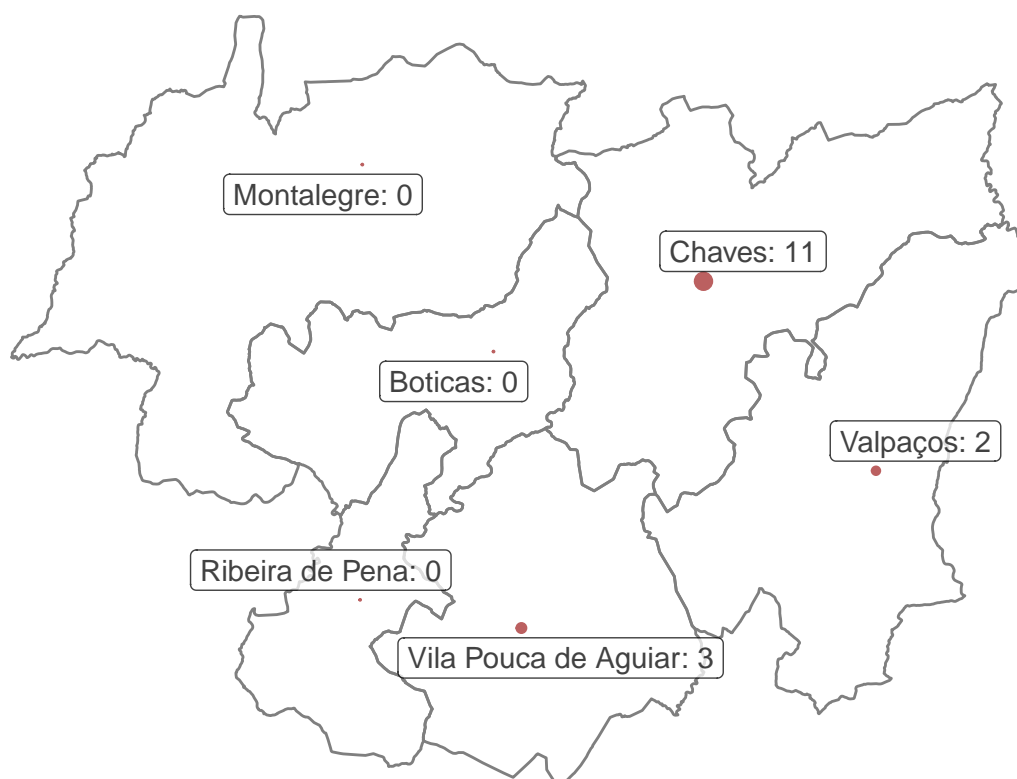 Montalegre: 0
Chaves: 11
Boticas: 0
Valpaços: 2
Ribeira de Pena: 0
Vila Pouca de Aguiar: 3